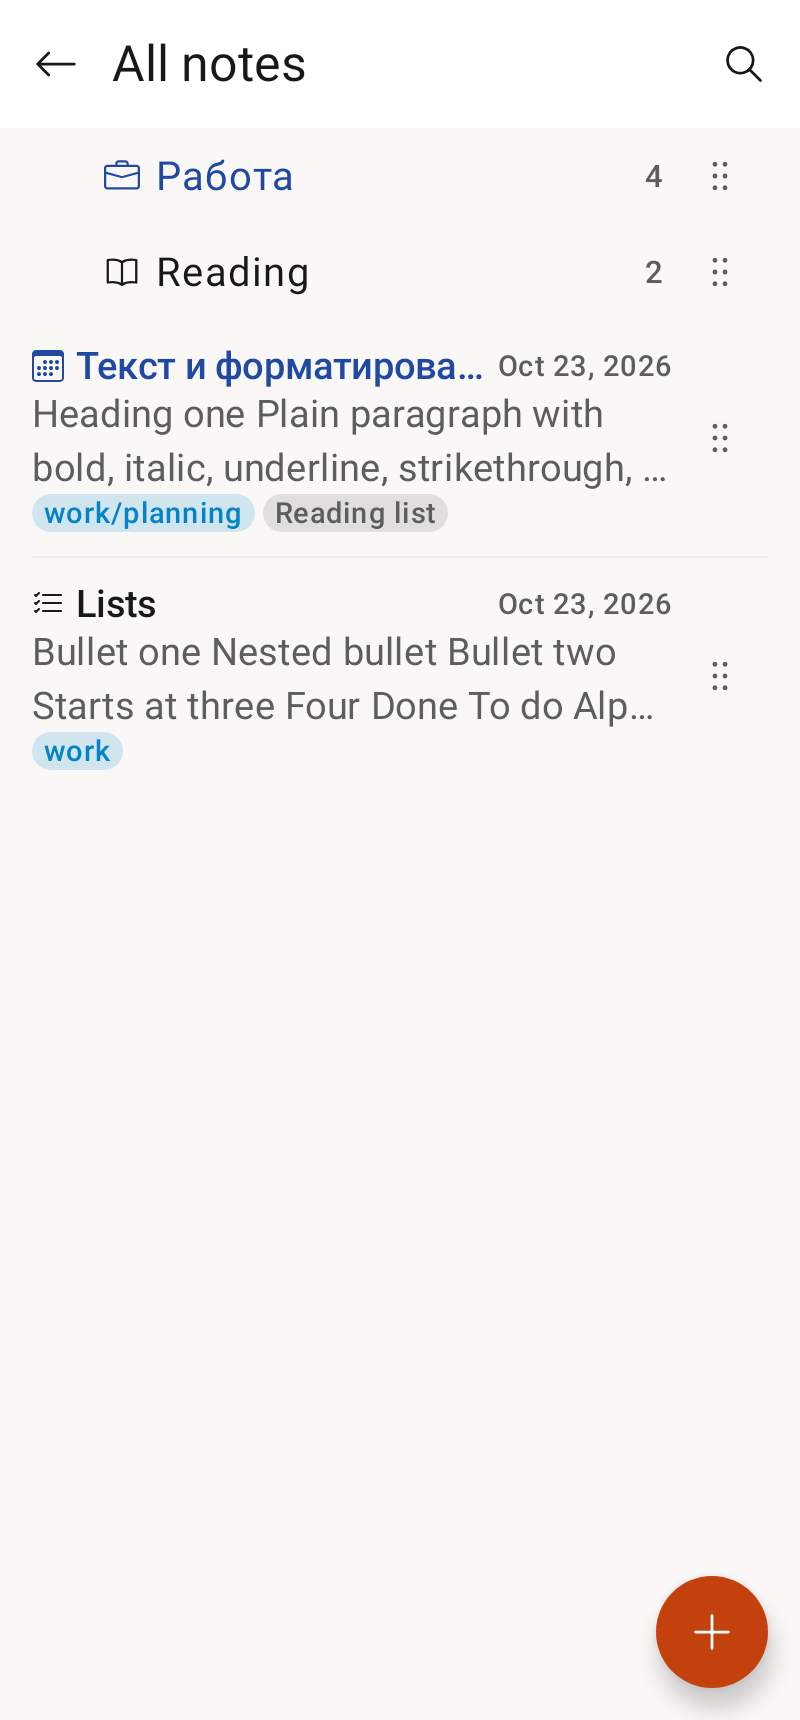 All notes
Работа 4
Reading 2
Текст и форматирова… Oct 23, 2026
Heading one Plain paragraph with
bold, italic, underline, strikethrough, …
work/planning Reading list
Lists Oct 23, 2026
Bullet one Nested bullet Bullet two
Starts at three Four Done To do Alp…
work